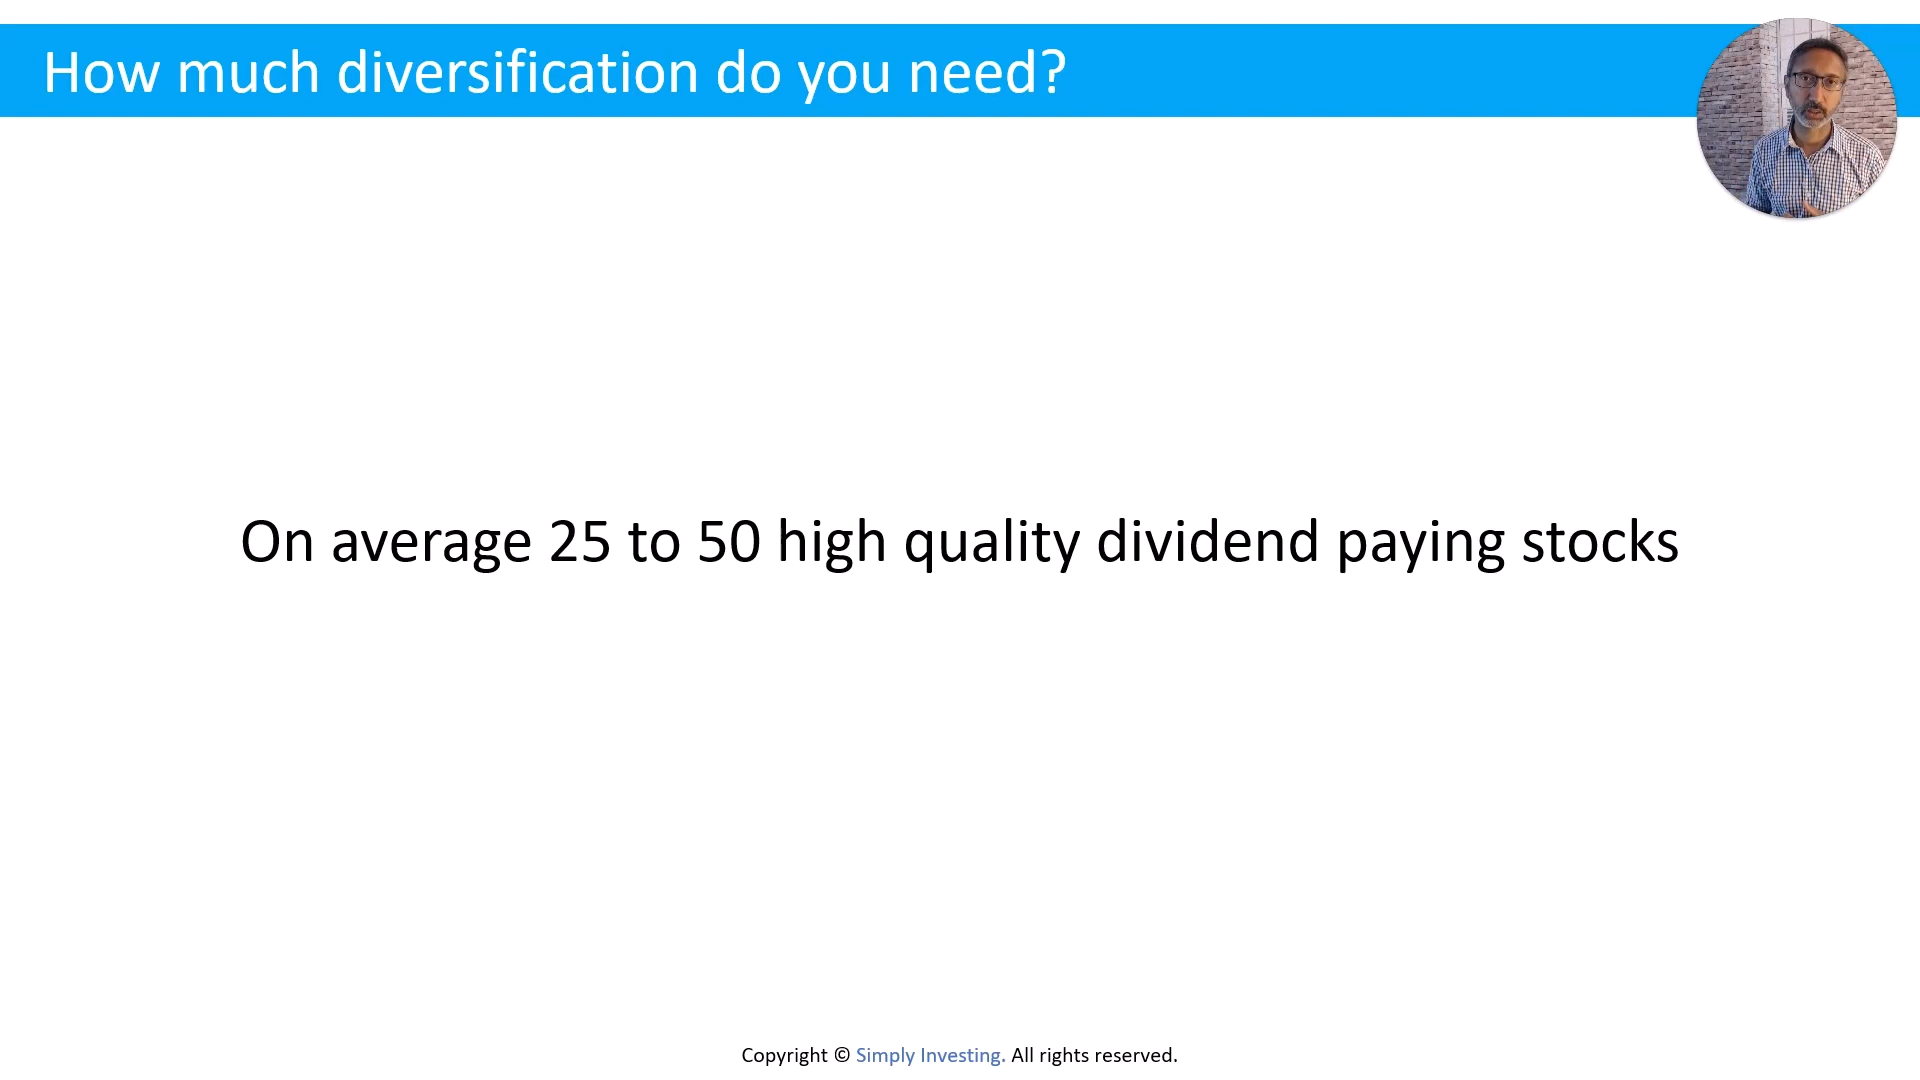 How much diversification do you need?
On average 25 to 50 high quality dividend paying stocks
Copyright © Simply Investing. All rights reserved.